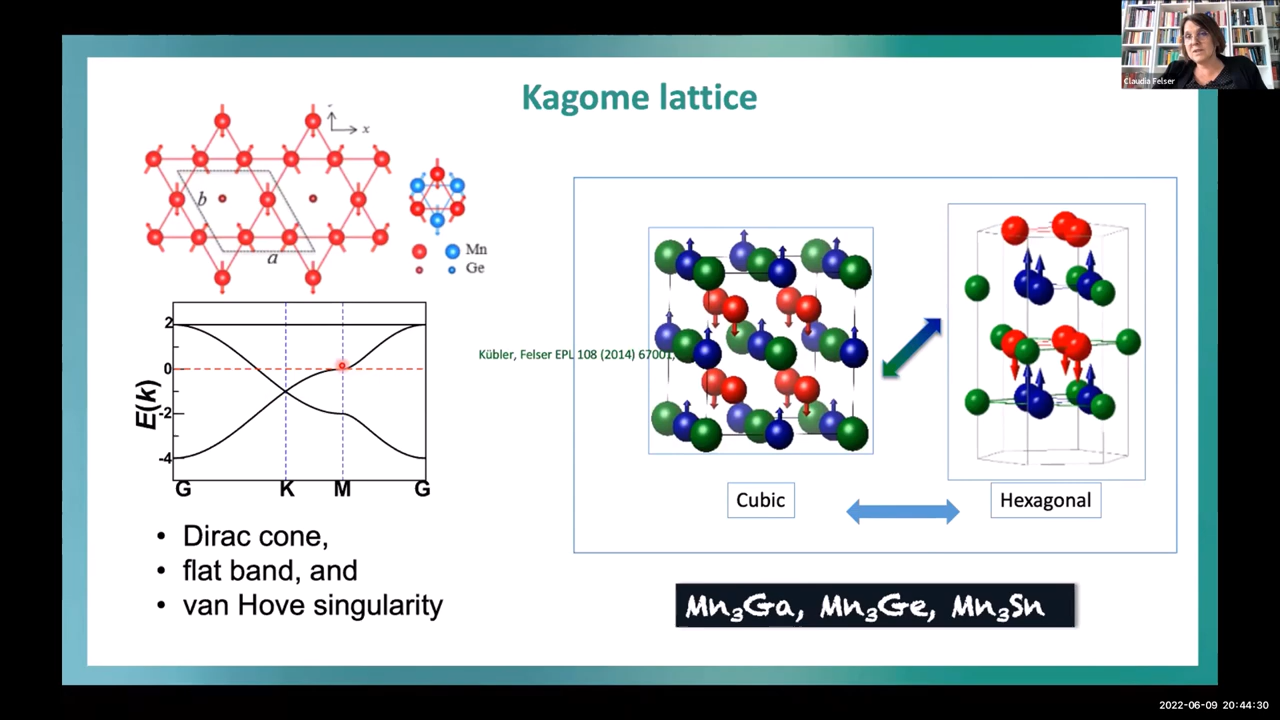 Claudia Felser
Kagome lattice
x
b
a
Mn
Ge
2
0
-2
-4
E(k)
G K M G
• Dirac cone,
• flat band, and
• van Hove singularity
Kübler, Felser EPL 108 (2014) 67001,
Cubic
Hexagonal
Mn₃Ga, Mn₃Ge, Mn₃Sn
2022-06-09 20:44:30